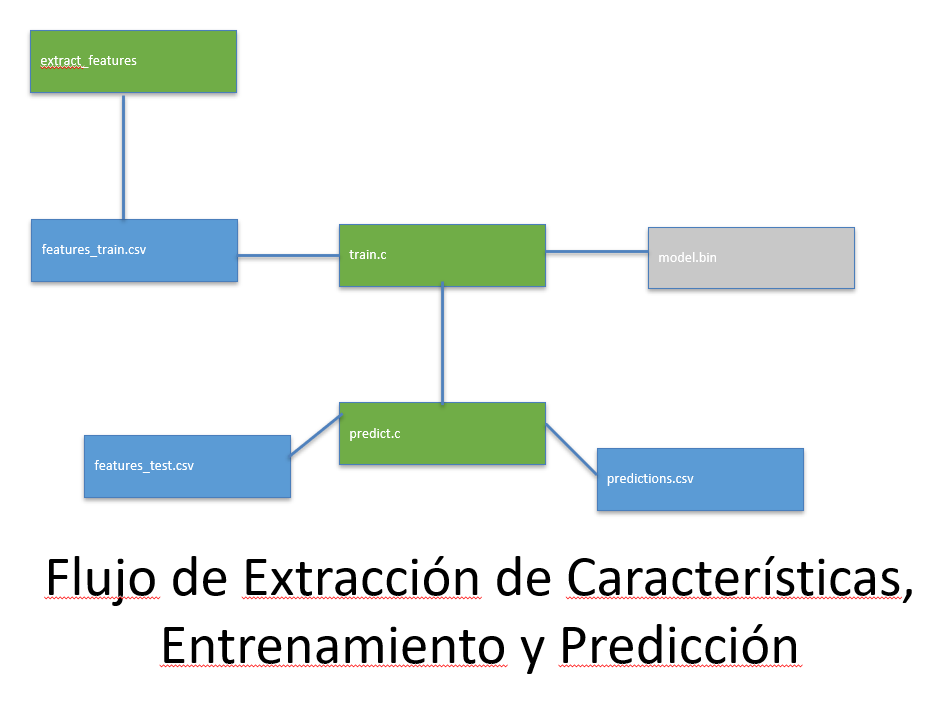 extract_features
features_train.csv
train.c
model.bin
predict.c
features_test.csv
predictions.csv
Flujo de Extracción de Características,
Entrenamiento y Predicción